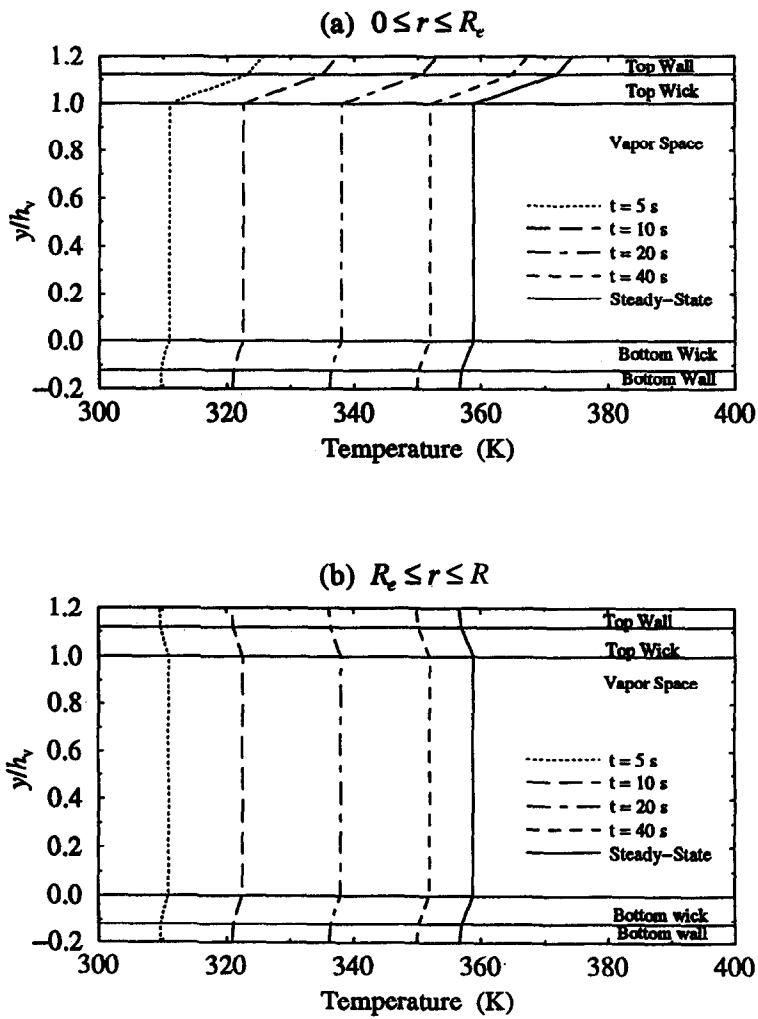 (a) 0 ≤ r ≤ Rₑ
1.2
1.0
0.8
0.6
0.4
0.2
0.0
−0.2
y/hᵥ
Top Wall
Top Wick
Vapor Space
t = 5 s
t = 10 s
t = 20 s
t = 40 s
Steady−State
Bottom Wick
Bottom Wall
300 320 340 360 380 400
Temperature (K)
(b) Rₑ ≤ r ≤ R
1.2
1.0
0.8
0.6
0.4
0.2
0.0
−0.2
y/hᵥ
Top Wall
Top Wick
Vapor Space
t = 5 s
t = 10 s
t = 20 s
t = 40 s
Steady−State
Bottom wick
Bottom wall
300 320 340 360 380 400
Temperature (K)